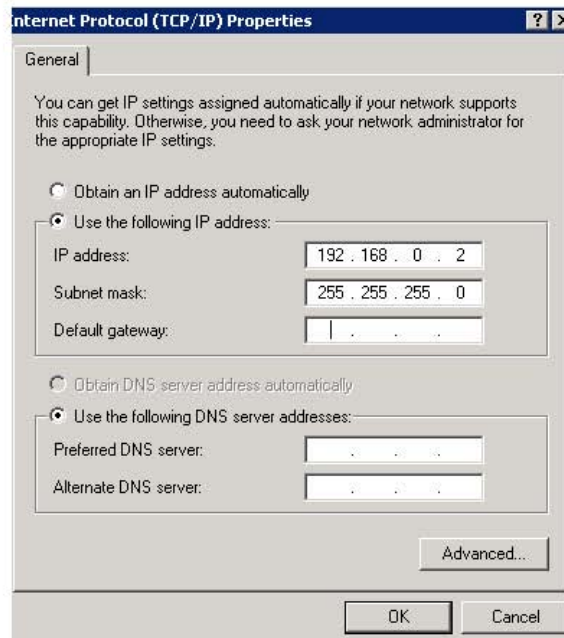 Internet Protocol (TCP/IP) Properties
General
You can get IP settings assigned automatically if your network supports
this capability. Otherwise, you need to ask your network administrator for
the appropriate IP settings.
Obtain an IP address automatically
Use the following IP address:
IP address: 192 . 168 . 0 . 2
Subnet mask: 255 . 255 . 255 . 0
Default gateway: . . .
Obtain DNS server address automatically
Use the following DNS server addresses:
Preferred DNS server: . . .
Alternate DNS server: . . .
Advanced...
OK Cancel